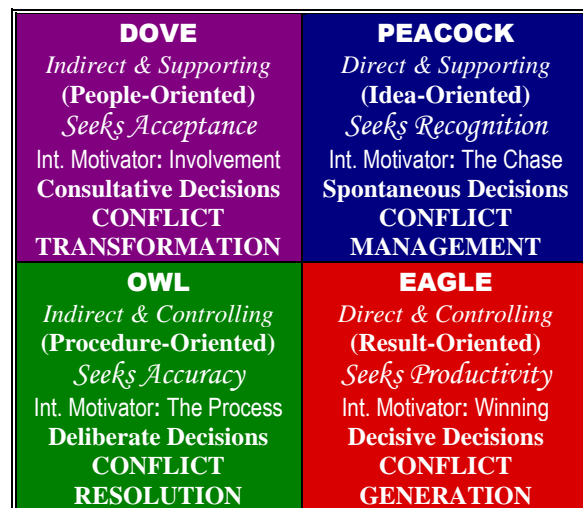 DOVE
Indirect & Supporting
(People-Oriented)
Seeks Acceptance
Int. Motivator: Involvement
Consultative Decisions
CONFLICT
TRANSFORMATION
PEACOCK
Direct & Supporting
(Idea-Oriented)
Seeks Recognition
Int. Motivator: The Chase
Spontaneous Decisions
CONFLICT
MANAGEMENT
OWL
Indirect & Controlling
(Procedure-Oriented)
Seeks Accuracy
Int. Motivator: The Process
Deliberate Decisions
CONFLICT
RESOLUTION
EAGLE
Direct & Controlling
(Result-Oriented)
Seeks Productivity
Int. Motivator: Winning
Decisive Decisions
CONFLICT
GENERATION